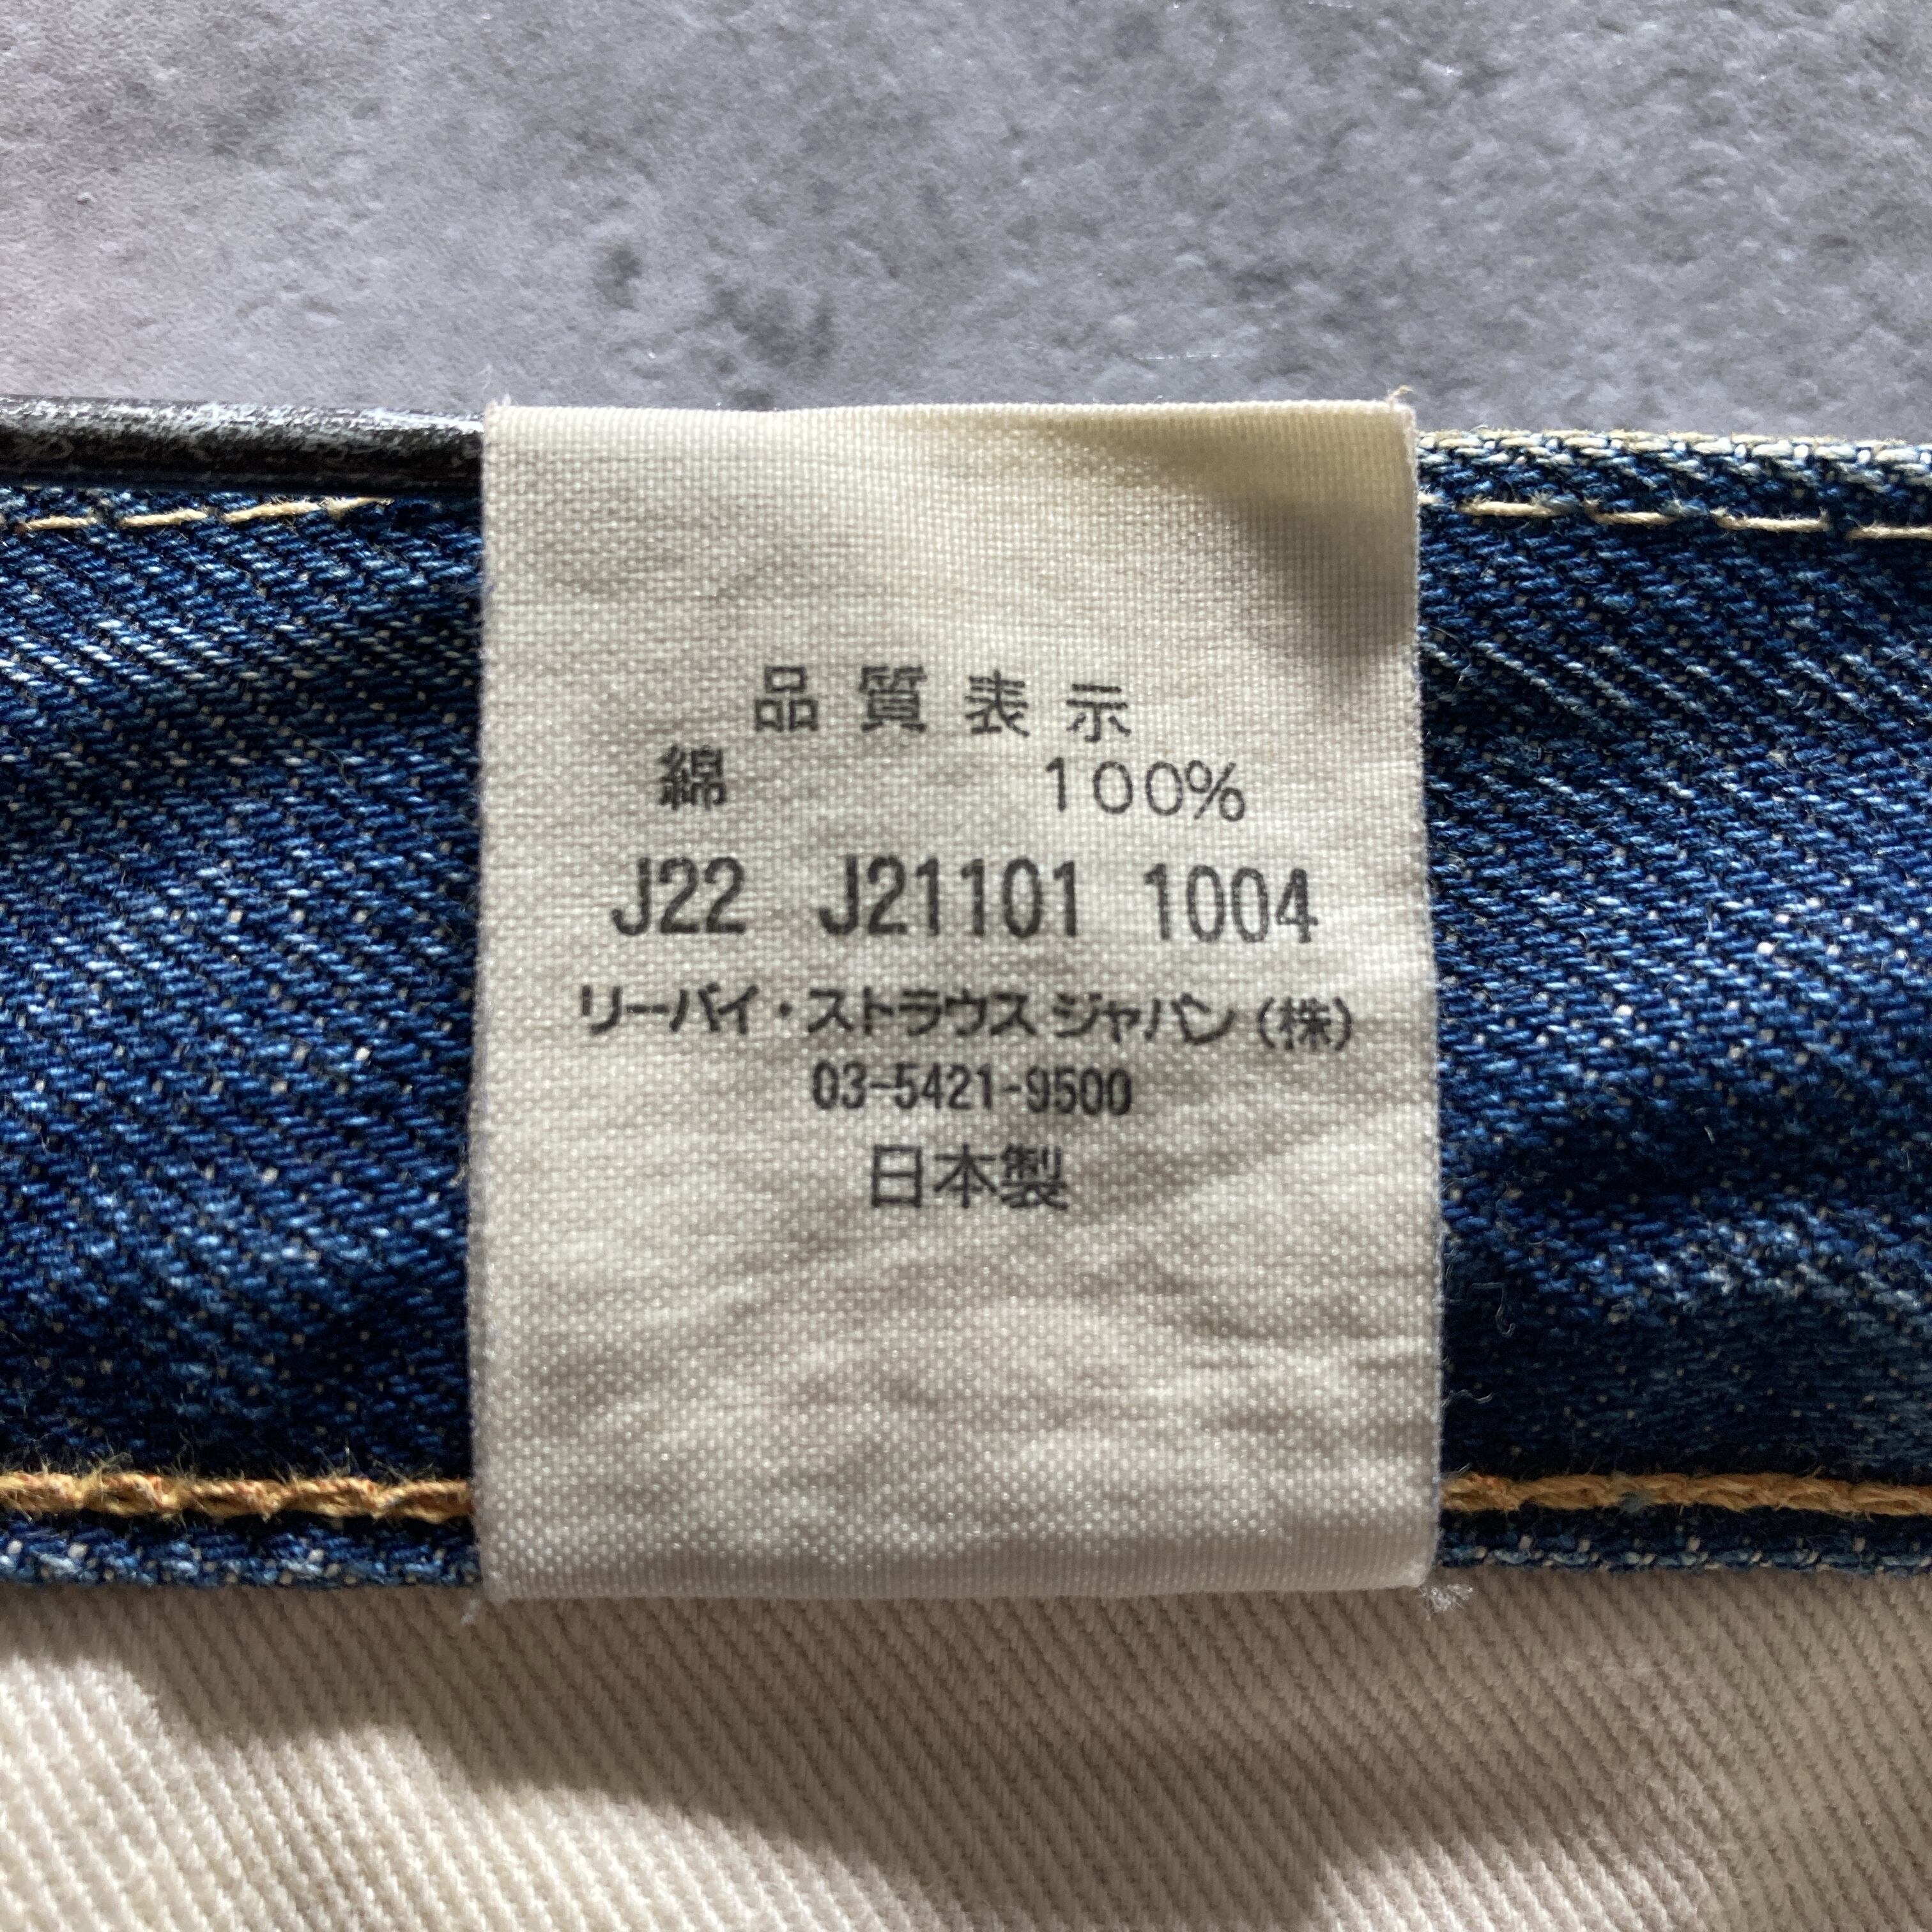 品質表示
綿 100%
J22 J21101 1004
リーバイ・ストラウス ジャパン(株)
03-5421-9500
日本製